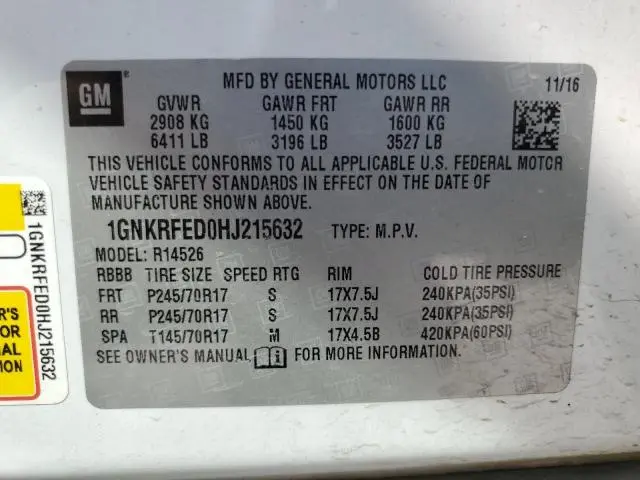 GM
MFD BY GENERAL MOTORS LLC 11/16
GVWR GAWR FRT GAWR RR
2908 KG 1450 KG 1600 KG
6411 LB 3196 LB 3527 LB
THIS VEHICLE CONFORMS TO ALL APPLICABLE U.S. FEDERAL MOTOR
VEHICLE SAFETY STANDARDS IN EFFECT ON THE DATE OF
MANUFACTURE SHOWN ABOVE.
1GNKRFED0HJ215632 TYPE: M.P.V.
MODEL: R14526
RBBB TIRE SIZE SPEED RTG RIM COLD TIRE PRESSURE
FRT P245/70R17 S 17X7.5J 240KPA(35PSI)
RR P245/70R17 S 17X7.5J 240KPA(35PSI)
SPA T145/70R17 M 17X4.5B 420KPA(60PSI)
SEE OWNER'S MANUAL FOR MORE INFORMATION.
1GNKRFED0HJ215632
R'S
OR
NAL
TION